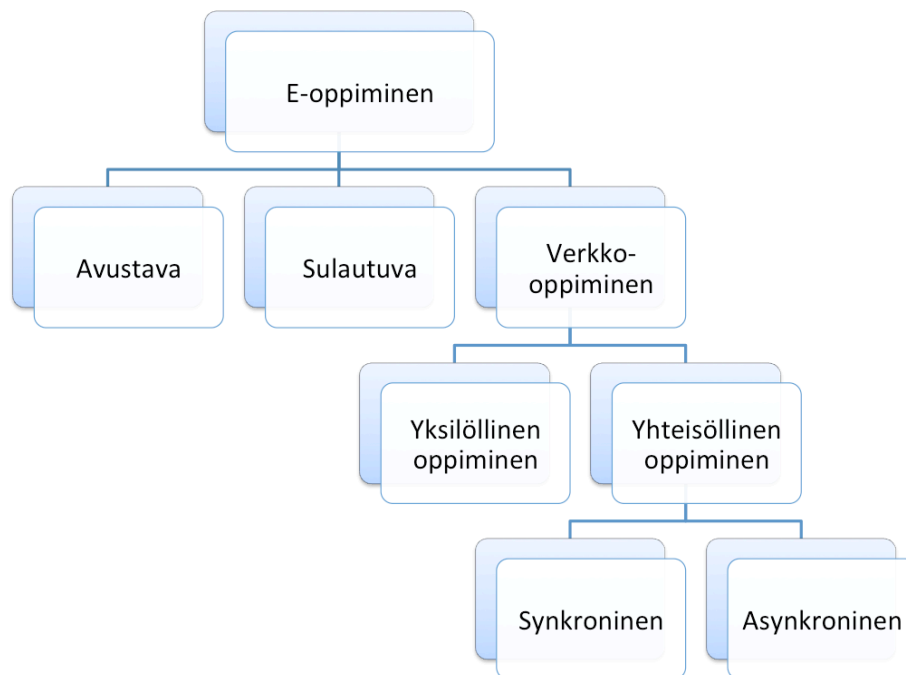 E-oppiminen
Avustava
Sulautuva
Verkko-
oppiminen
Yksilöllinen
oppiminen
Yhteisöllinen
oppiminen
Synkroninen
Asynkroninen